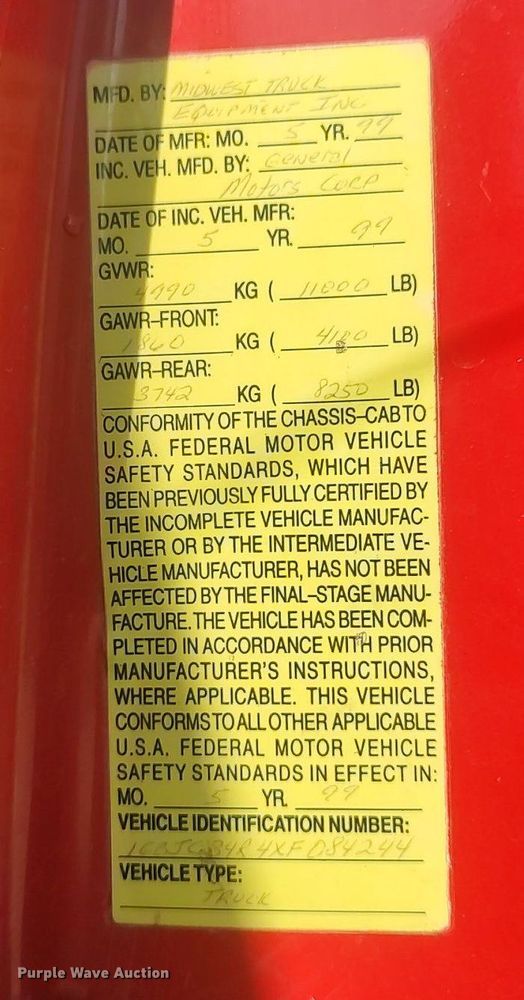 MFD. BY: MIDWEST TRUCK
EQUIPMENT INC.
DATE OF MFR: MO. 5 YR. 99
INC. VEH. MFD. BY: General
Motors Corp
DATE OF INC. VEH. MFR:
MO. 5 YR. 99
GVWR:
4990 KG ( 11000 LB)
GAWR-FRONT:
1860 KG ( LB)
GAWR-REAR:
3742 KG ( 8250 LB)
CONFORMITY OF THE CHASSIS-CAB TO
U.S.A. FEDERAL MOTOR VEHICLE
SAFETY STANDARDS, WHICH HAVE
BEEN PREVIOUSLY FULLY CERTIFIED BY
THE INCOMPLETE VEHICLE MANUFAC-
TURER OR BY THE INTERMEDIATE VE-
HICLE MANUFACTURER, HAS NOT BEEN
AFFECTED BY THE FINAL-STAGE MANU-
FACTURE. THE VEHICLE HAS BEEN COM-
PLETED IN ACCORDANCE WITH PRIOR
MANUFACTURER'S INSTRUCTIONS,
WHERE APPLICABLE. THIS VEHICLE
CONFORMS TO ALL OTHER APPLICABLE
U.S.A. FEDERAL MOTOR VEHICLE
SAFETY STANDARDS IN EFFECT IN:
MO. 5 YR. 99
VEHICLE IDENTIFICATION NUMBER:
VEHICLE TYPE:
TRUCK
Purple Wave Auction